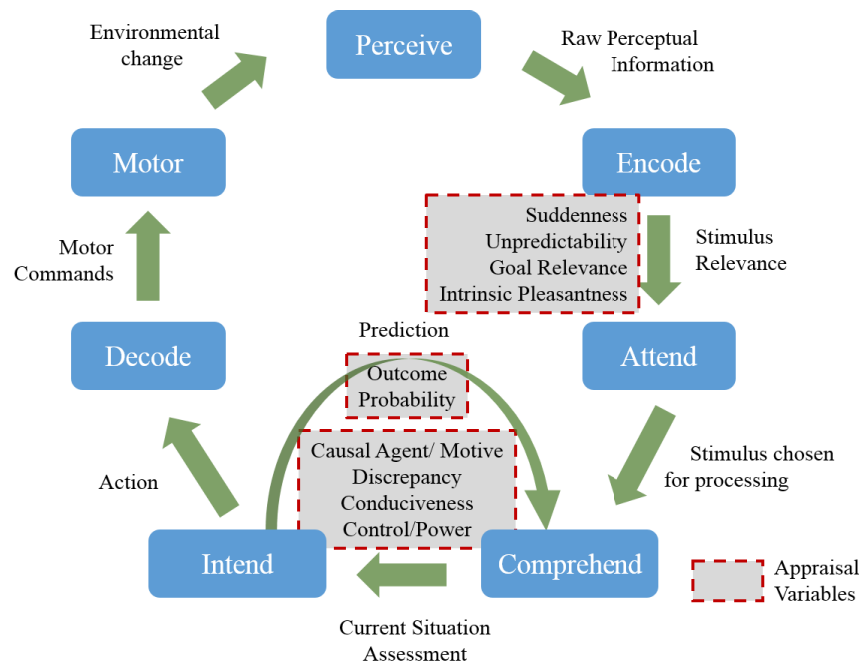 Perceive
Environmental
change
Raw Perceptual
Information
Motor
Encode
Suddenness
Unpredictability
Goal Relevance
Intrinsic Pleasantness
Stimulus
Relevance
Motor
Commands
Decode
Prediction
Outcome
Probability
Attend
Causal Agent/ Motive
Discrepancy
Conduciveness
Control/Power
Action
Stimulus chosen
for processing
Intend
Comprehend
Current Situation
Assessment
Appraisal
Variables